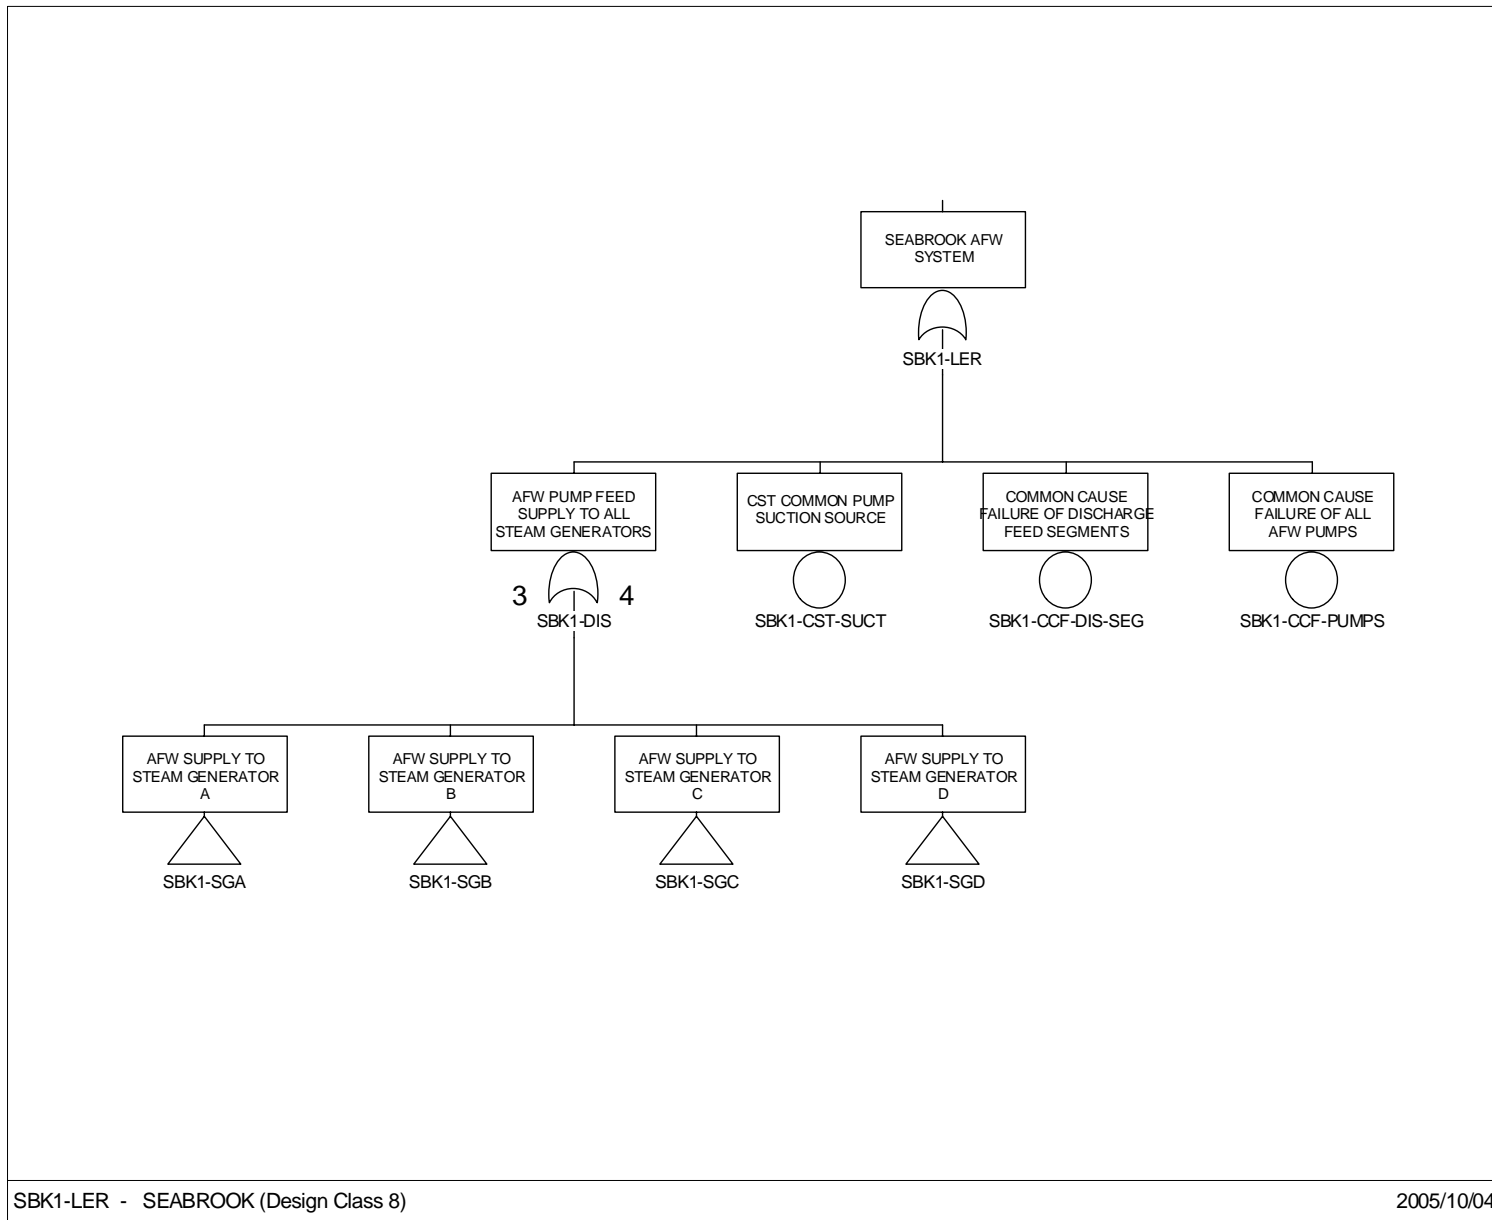 SEABROOK AFW
SYSTEM
SBK1-LER
AFW PUMP FEED
SUPPLY TO ALL
STEAM GENERATORS
CST COMMON PUMP
SUCTION SOURCE
COMMON CAUSE
FAILURE OF DISCHARGE
FEED SEGMENTS
COMMON CAUSE
FAILURE OF ALL
AFW PUMPS
3 4
SBK1-DIS
SBK1-CST-SUCT
SBK1-CCF-DIS-SEG
SBK1-CCF-PUMPS
AFW SUPPLY TO
STEAM GENERATOR
A
AFW SUPPLY TO
STEAM GENERATOR
B
AFW SUPPLY TO
STEAM GENERATOR
C
AFW SUPPLY TO
STEAM GENERATOR
D
SBK1-SGA
SBK1-SGB
SBK1-SGC
SBK1-SGD
SBK1-LER - SEABROOK (Design Class 8)
2005/10/04